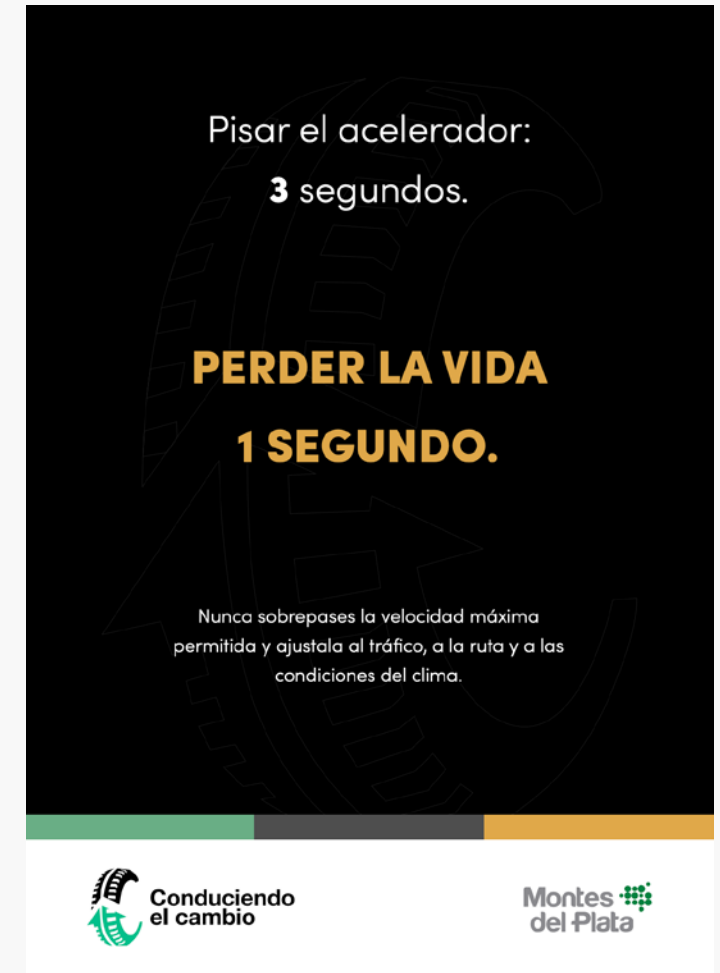 Pisar el acelerador:
3 segundos.
PERDER LA VIDA
1 SEGUNDO.
Nunca sobrepases la velocidad máxima
permitida y ajustala al tráfico, a la ruta y a las
condiciones del clima.
Conduciendo
el cambio
Montes
del Plata